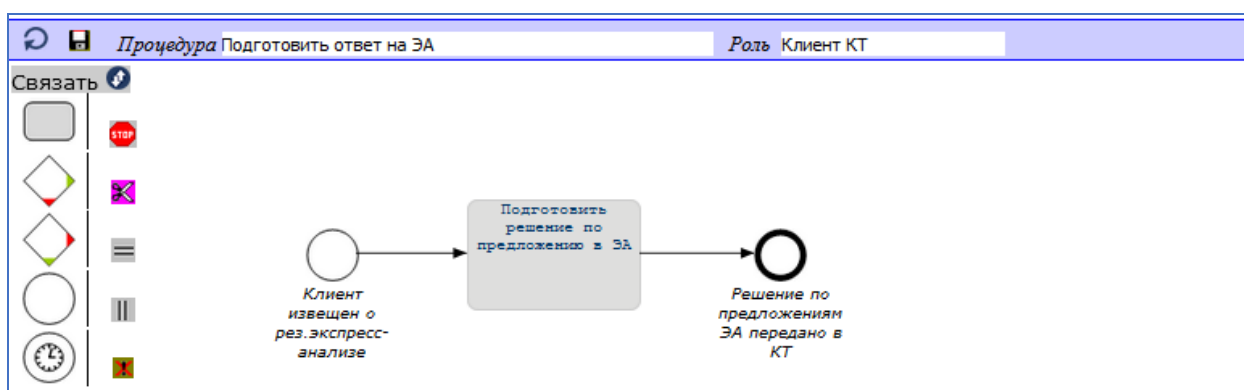 Процедура Подготовить ответ на ЭА Роль Клиент КТ
Связать
STOP
Подготовить
решение по
предложению в ЭА
Клиент
извещен о
рез.экспресс-
анализе
Решение по
предложениям
ЭА передано в
КТ